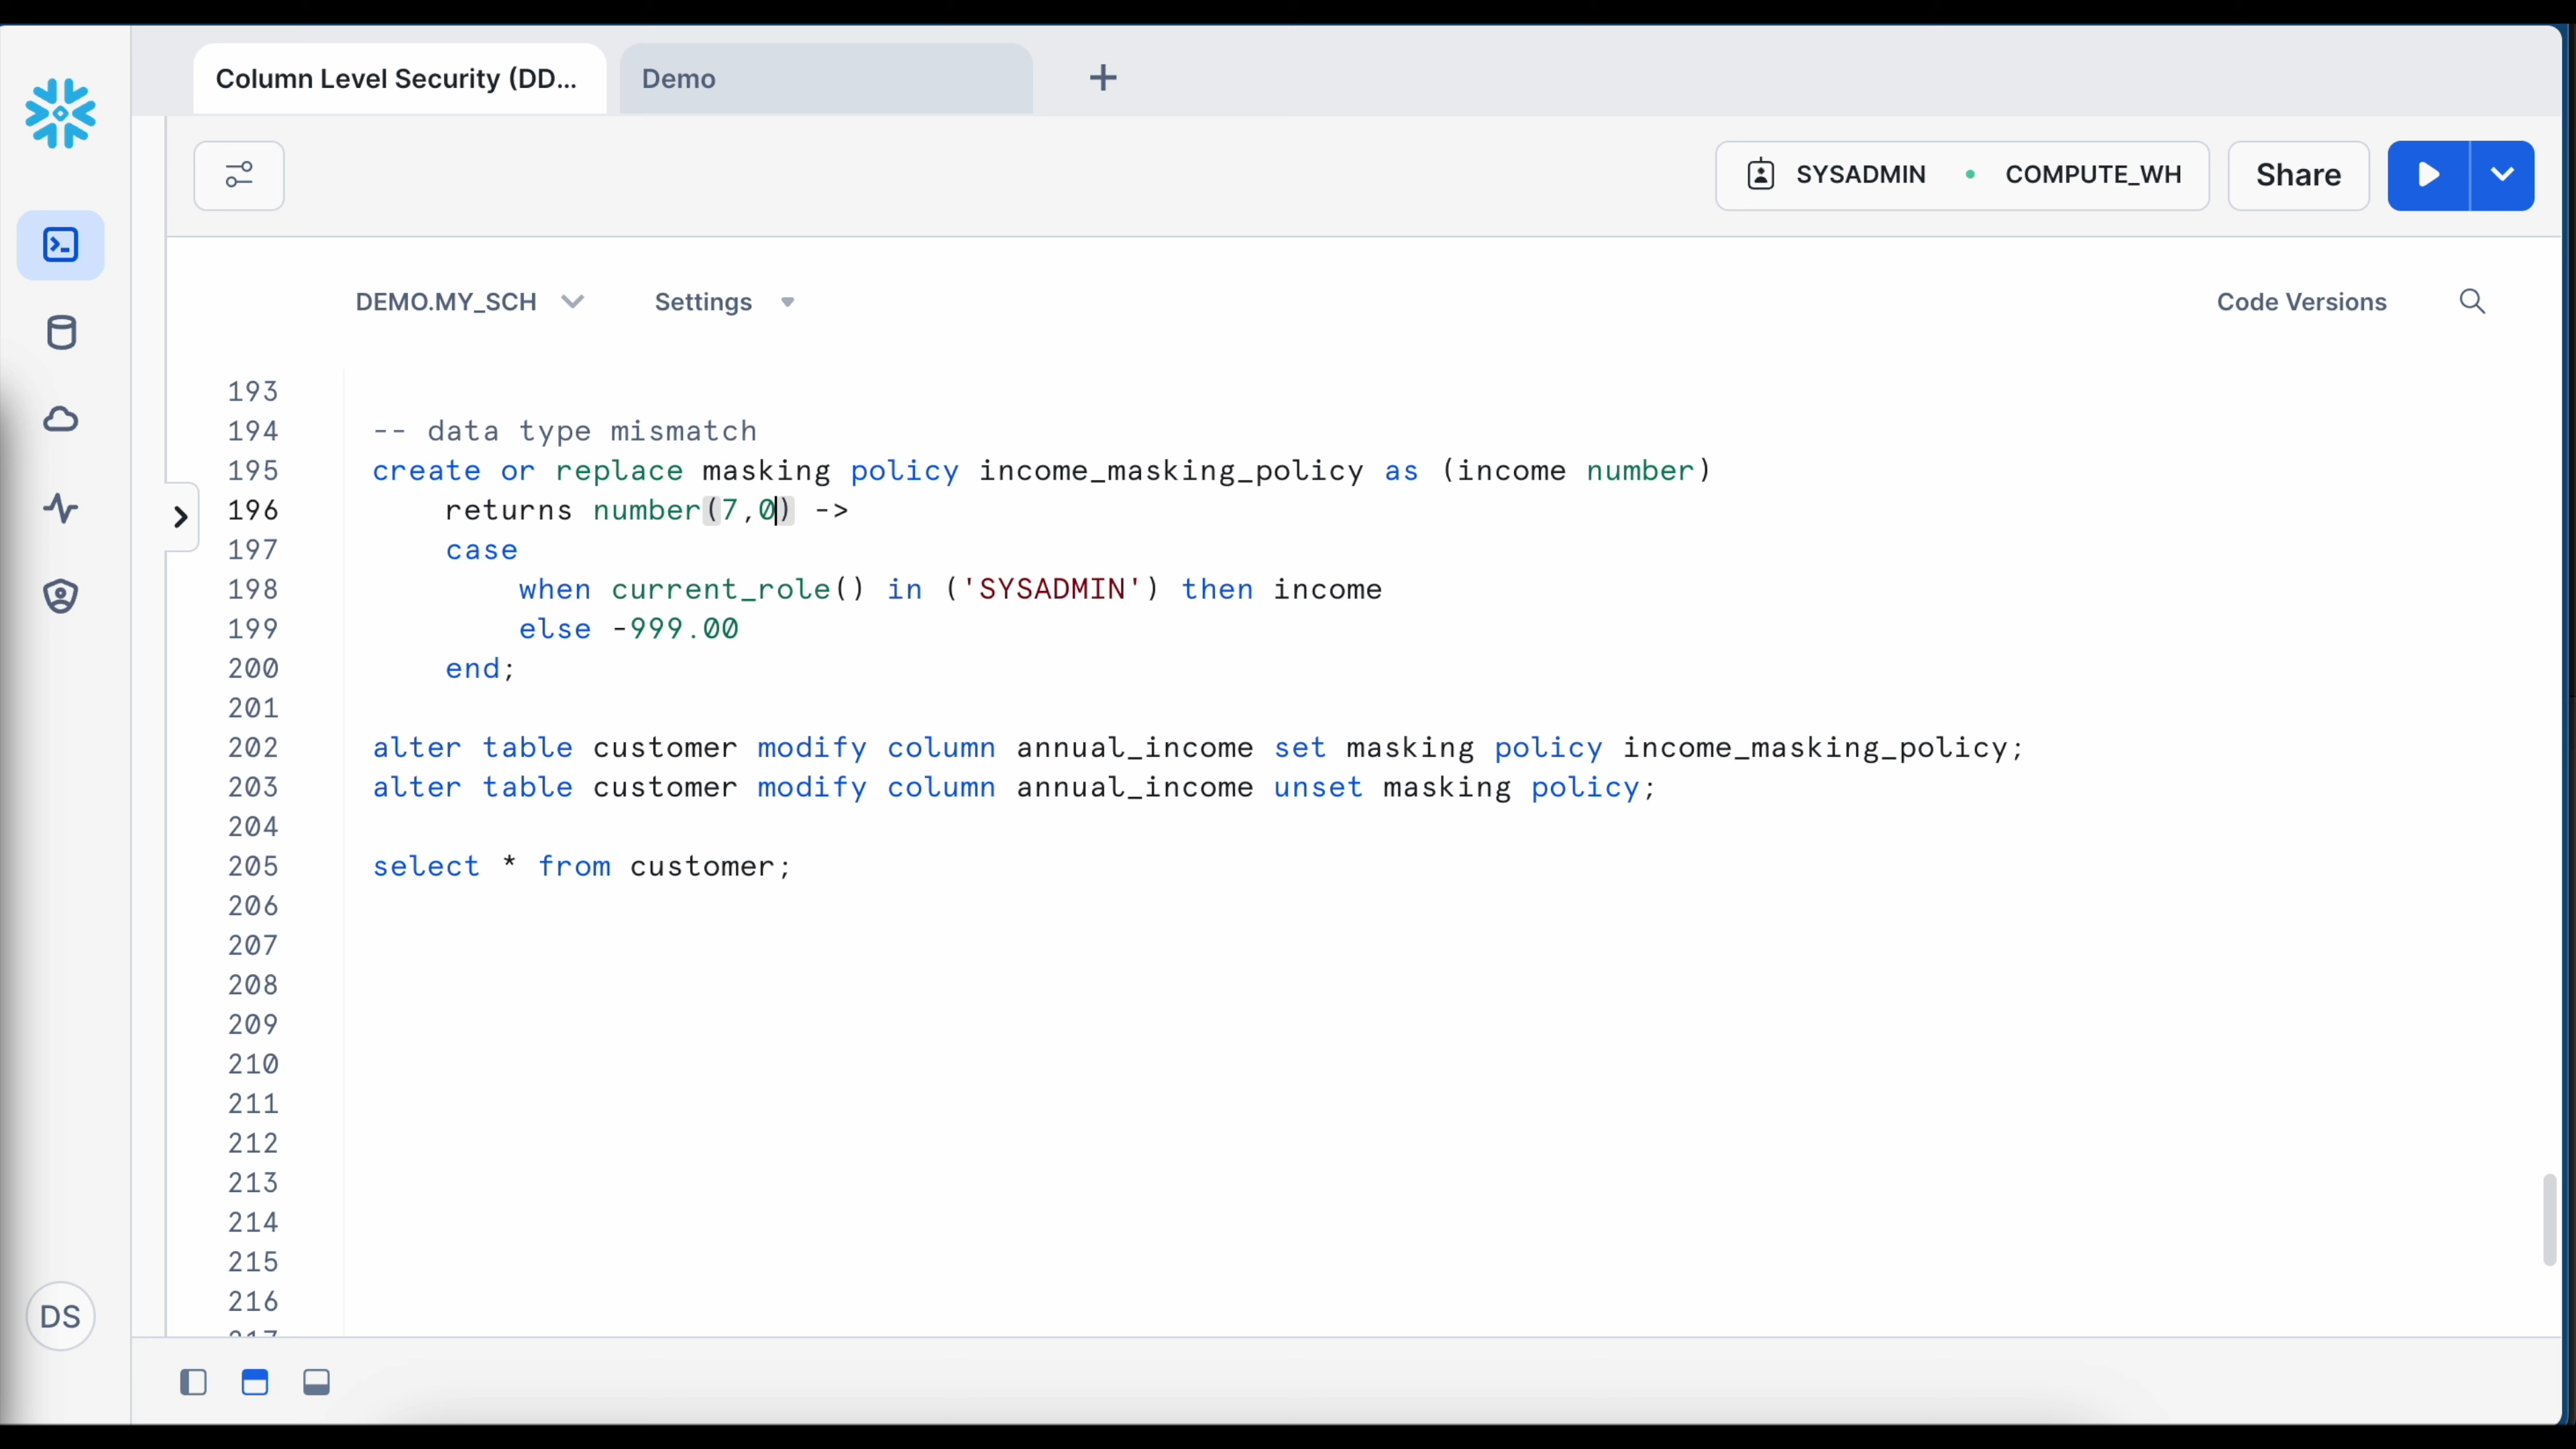 Column Level Security (DD...
Demo
SYSADMIN
COMPUTE_WH
Share
DEMO.MY_SCH
Settings
Code Versions
193
194 -- data type mismatch
195 create or replace masking policy income_masking_policy as (income number)
196 returns number(7,0) ->
197 case
198 when current_role() in ('SYSADMIN') then income
199 else -999.00
200 end;
201
202 alter table customer modify column annual_income set masking policy income_masking_policy;
203 alter table customer modify column annual_income unset masking policy;
204
205 select * from customer;
206
207
208
209
210
211
212
213
214
215
216
217
DS